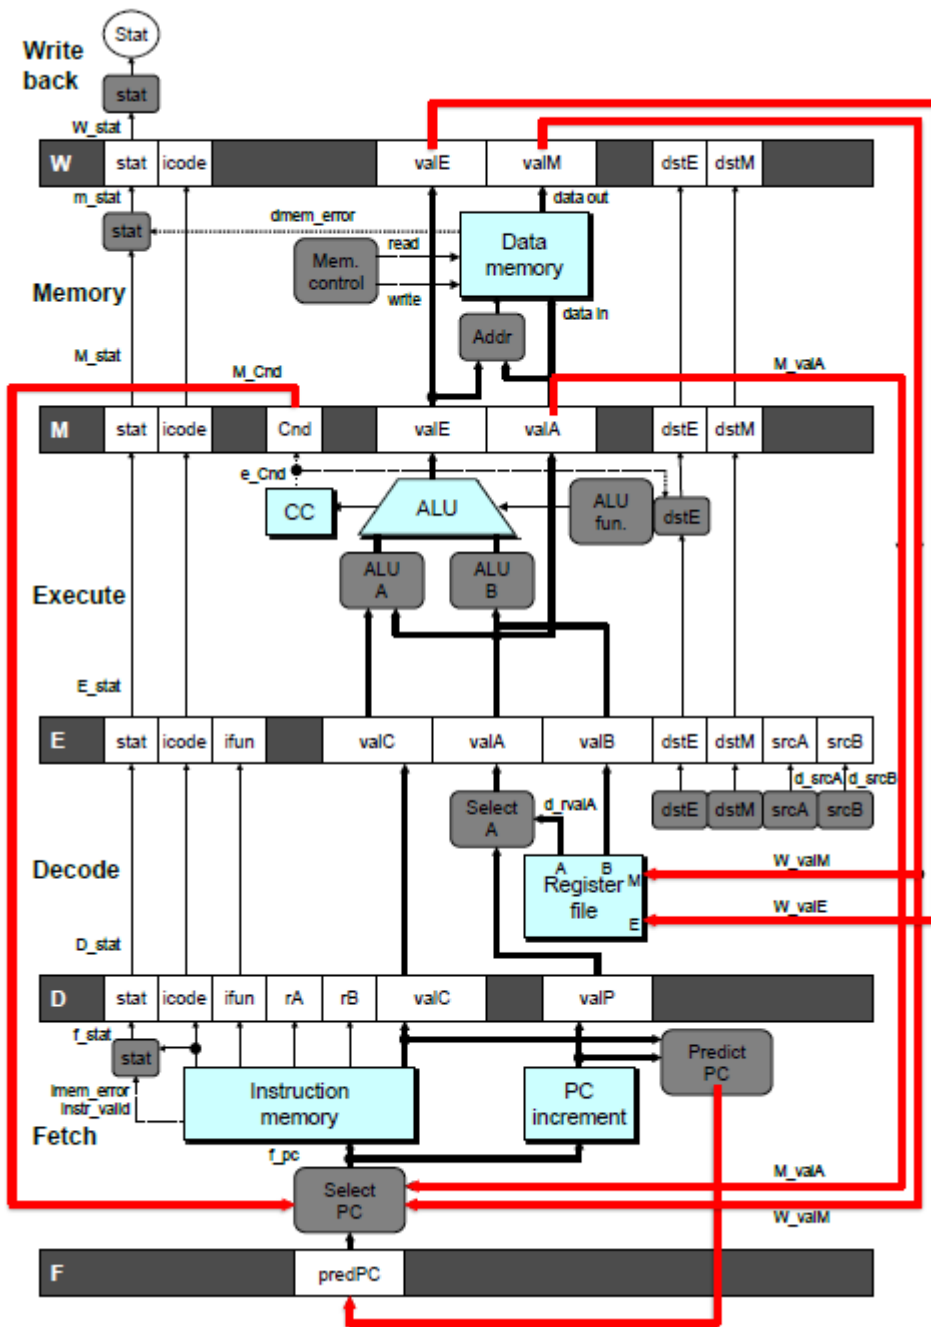 Stat
Write
back
stat
W_stat
W stat icode valE valM dstE dstM
m_stat
data out
dmem_error
stat
read
Data
memory
Mem.
control
write
data in
Memory
Addr
M_stat
M_Cnd
M_valA
M stat icode Cnd valE valA dstE dstM
e_Cnd
CC
ALU
ALU
fun.
dstE
ALU
A
ALU
B
Execute
E_stat
E stat icode ifun valC valA valB dstE dstM srcA srcB
d_srcA d_srcB
Select
A
d_rvalA
dstE dstM srcA srcB
Decode
A B
M
Register
file
E
W_valM
W_valE
D_stat
D stat icode ifun rA rB valC valP
f_stat
stat
Predict
PC
Imem_error
Instr_valid
Instruction
memory
PC
increment
Fetch
f_pc
Select
PC
M_valA
W_valM
F predPC